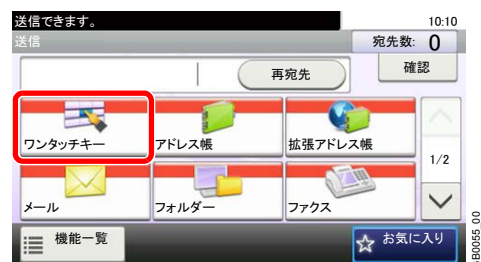 送信できます。
10:10
送信
宛先数: 0
再宛先
確認
ワンタッチキー
アドレス帳
拡張アドレス帳
1/2
メール
フォルダー
ファクス
機能一覧
お気に入り